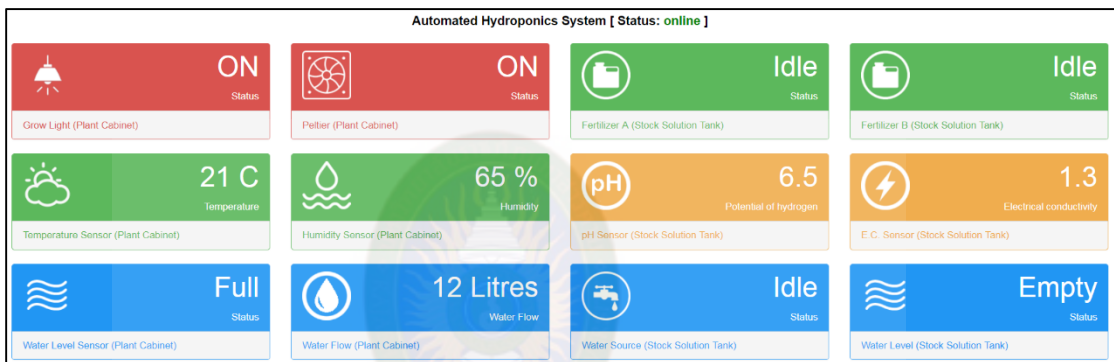 Automated Hydroponics System [ Status: online ]
ON
Status
Grow Light (Plant Cabinet)
ON
Status
Peltier (Plant Cabinet)
Idle
Status
Fertilizer A (Stock Solution Tank)
Idle
Status
Fertilizer B (Stock Solution Tank)
21 C
Temperature
Temperature Sensor (Plant Cabinet)
65 %
Humidity
Humidity Sensor (Plant Cabinet)
pH
6.5
Potential of hydrogen
pH Sensor (Stock Solution Tank)
1.3
Electrical conductivity
E.C. Sensor (Stock Solution Tank)
Full
Status
Water Level Sensor (Plant Cabinet)
12 Litres
Water Flow
Water Flow (Plant Cabinet)
Idle
Status
Water Source (Stock Solution Tank)
Empty
Status
Water Level (Stock Solution Tank)